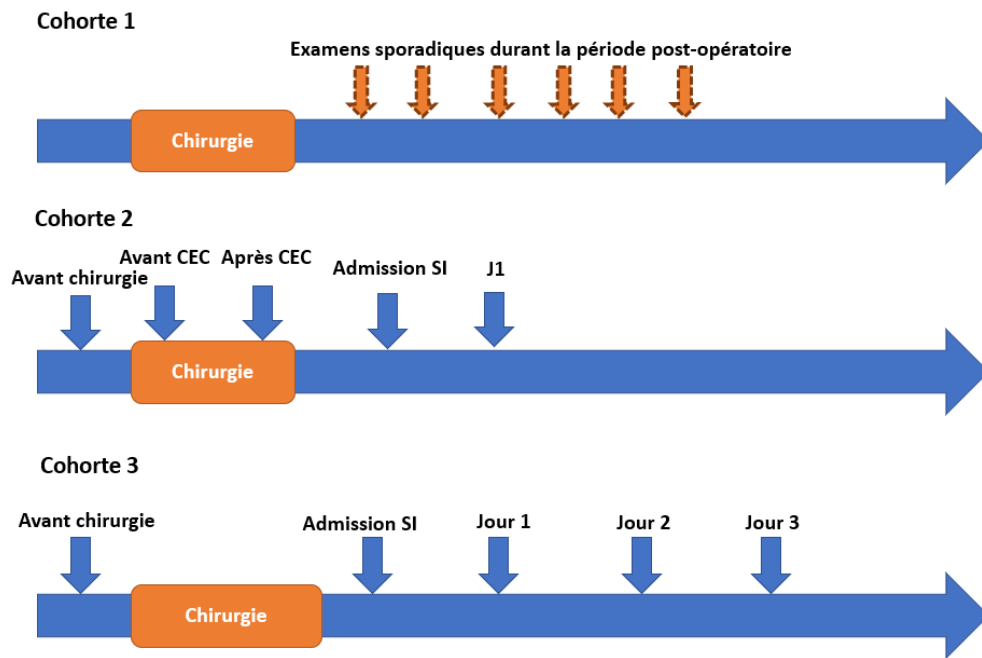 Cohorte 1
Examens sporadiques durant la période post-opératoire
Chirurgie
Cohorte 2
Avant chirurgie
Avant CEC
Après CEC
Admission SI
J1
Chirurgie
Cohorte 3
Avant chirurgie
Admission SI
Jour 1
Jour 2
Jour 3
Chirurgie